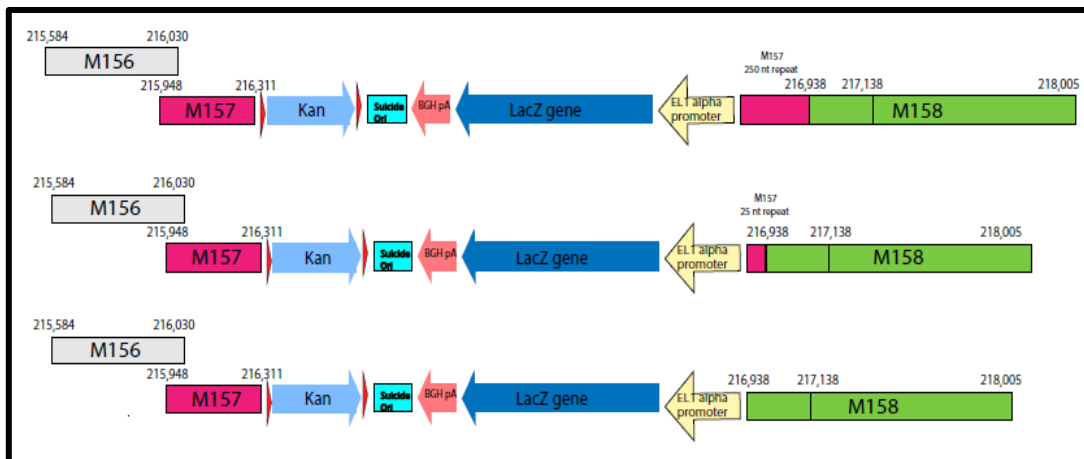 215,584 216,030
M156
215,948 216,311
M157
Kan
Suicide
Ori
BGH pA
LacZ gene
EL1 alpha
promoter
M157
250 nt repeat
216,938 217,138 218,005
M158
215,584 216,030
M156
215,948 216,311
M157
Kan
Suicide
Ori
BGH pA
LacZ gene
EL1 alpha
promoter
M157
25 nt repeat
216,938 217,138 218,005
M158
215,584 216,030
M156
215,948 216,311
M157
Kan
Suicide
Ori
BGH pA
LacZ gene
EL1 alpha
promoter
216,938 217,138 218,005
M158